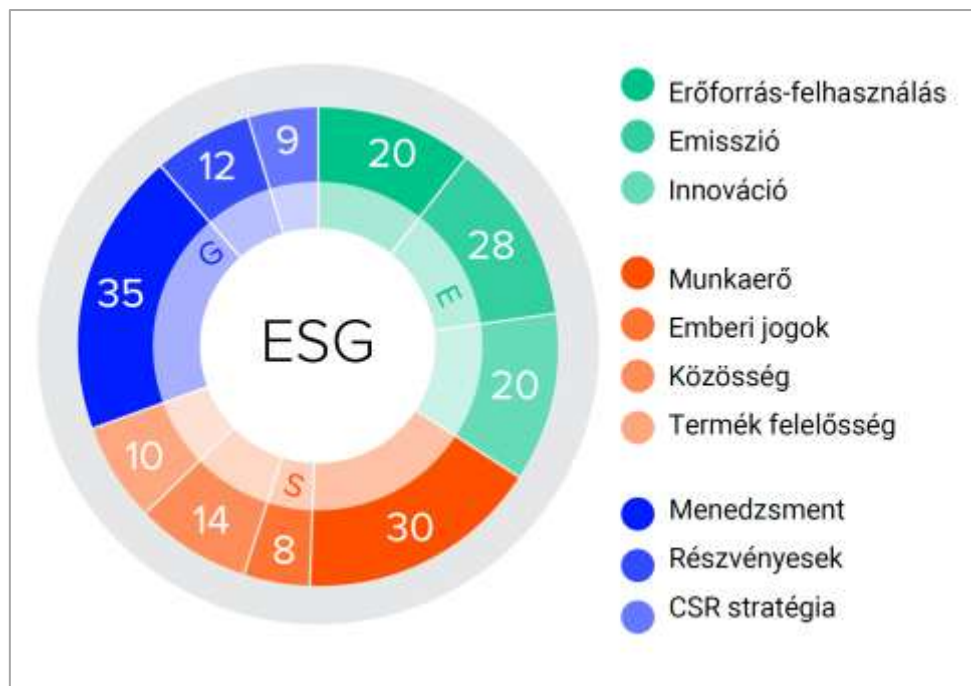 ESG
20
28
20
30
8
14
10
35
12
9
E
S
G
Erőforrás-felhasználás
Emisszió
Innováció
Munkaerő
Emberi jogok
Közösség
Termék felelősség
Menedzsment
Részvényesek
CSR stratégia